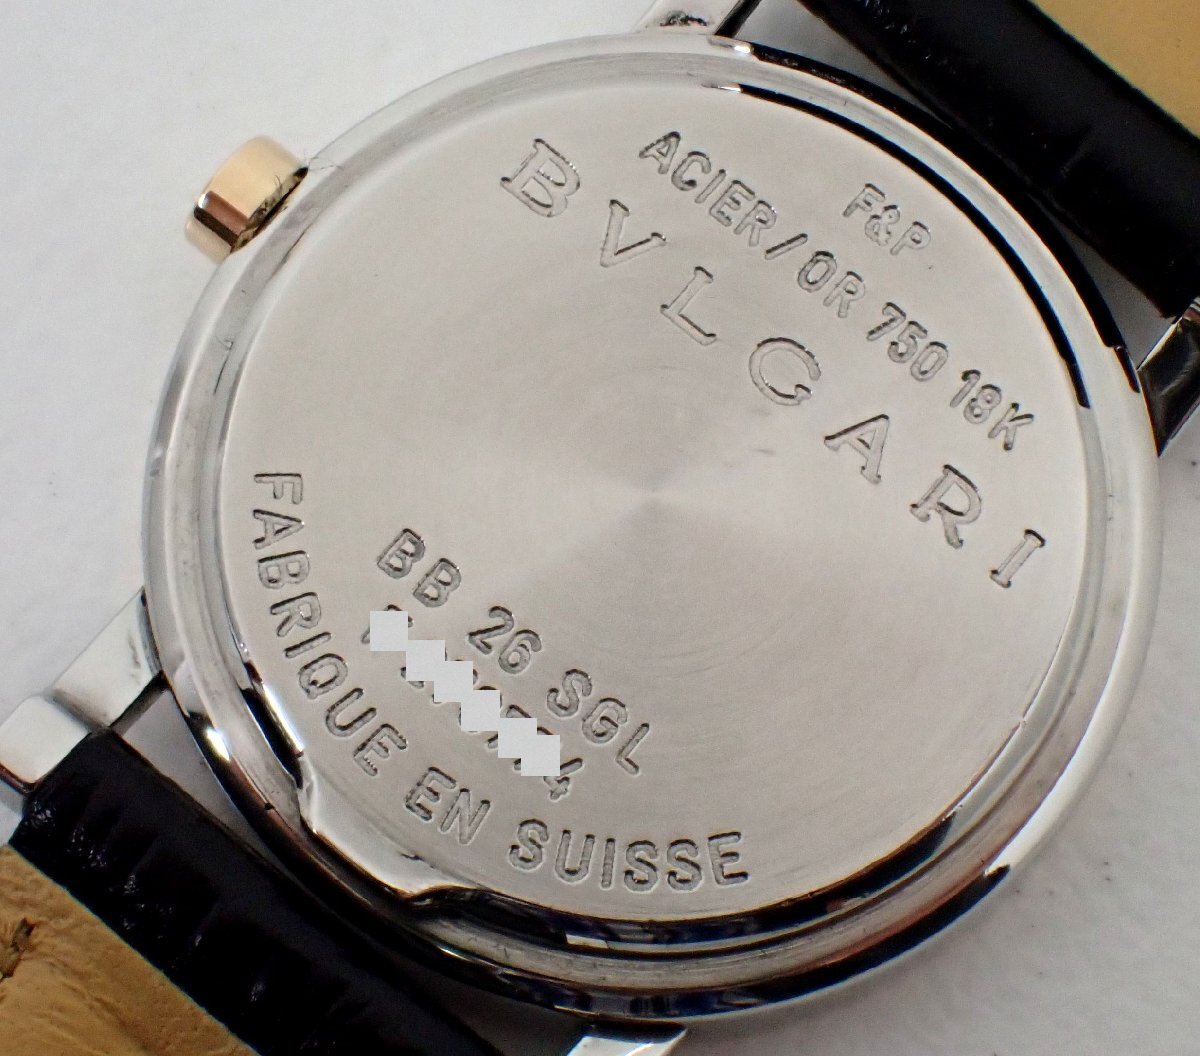 F&P
ACIER/OR 750 18K
BVLGARI
BB 26 SGL
FABRIQUE EN SUISSE